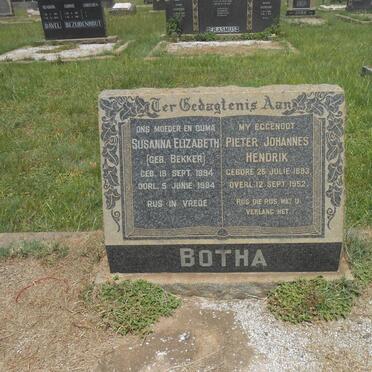 BEZUIDENHOUT
ERASMUS
Ter Gedagtenis Aan
ONS MOEDER EN OUMA
SUSANNA ELIZABETH
(GEB. BEKKER)
GEB. 18 SEPT. 1894
OORL. 5 JUNIE 1984
RUS IN VREDE
MY EGGENOOT
PIETER JOHANNES
HENDRIK
GEBORE 26 JULIE 1883
OVERL. 12 SEPT. 1952
RUS DIE RUS WAT U
VERLANG HET.
BOTHA